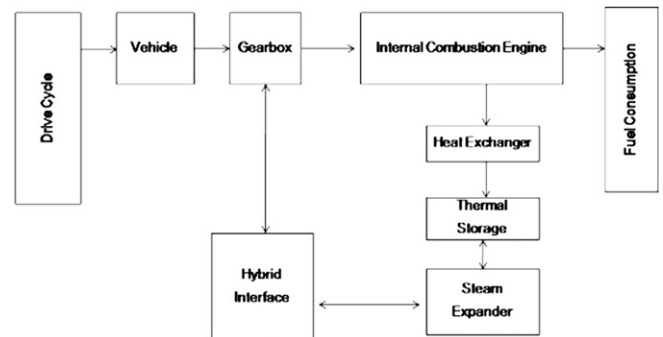 Drive Cycle
Vehicle
Gearbox
Internal Combustion Engine
Fuel Consumption
Heat Exchanger
Thermal
Storage
Hybrid
Interface
Steam
Expander